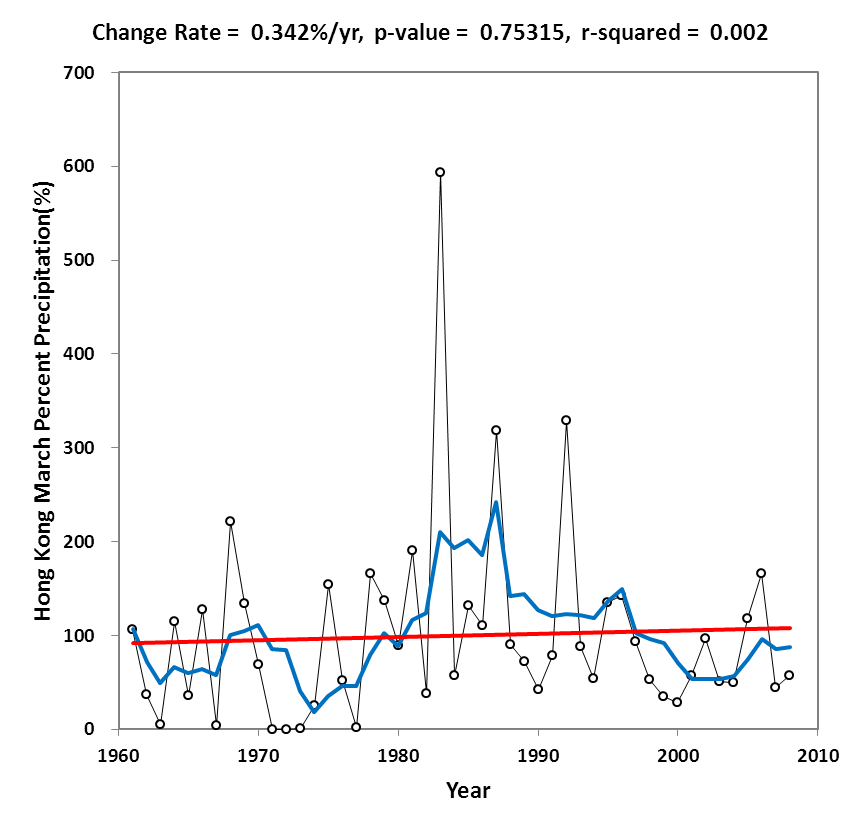 Change Rate = 0.342%/yr, p-value = 0.75315, r-squared = 0.002
Hong Kong March Percent Precipitation(%)
700
600
500
400
300
200
100
0
1960 1970 1980 1990 2000 2010
Year